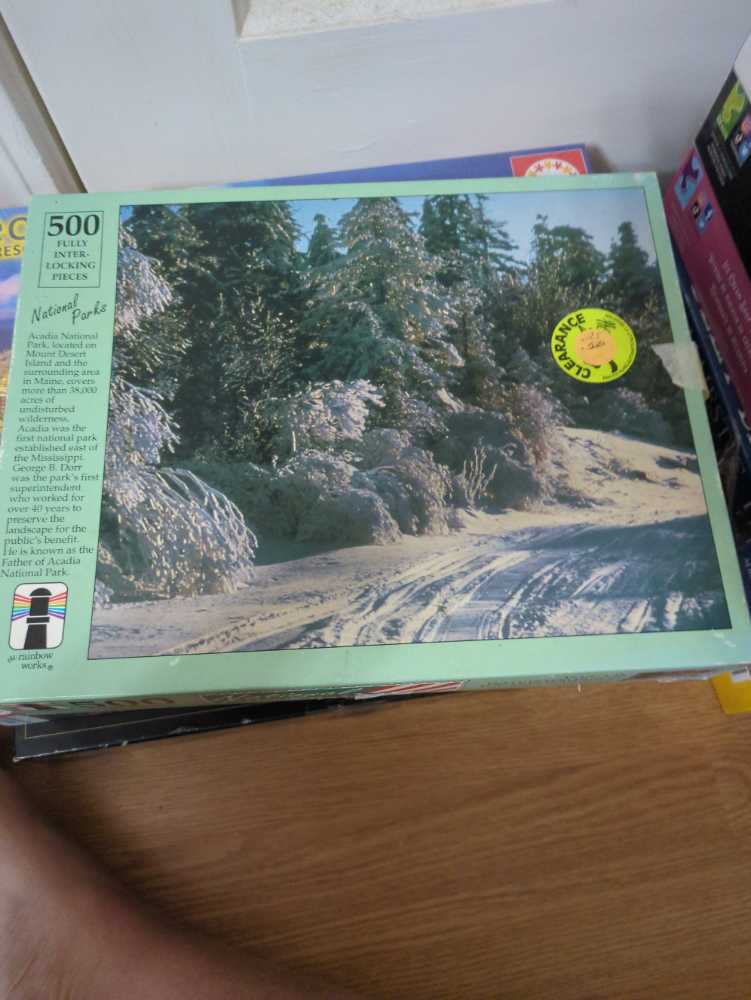 500
FULLY
INTER-
LOCKING
PIECES
National
Parks
Acadia National
Park, located on
Mount Desert
Island and the
surrounding area
in Maine, covers
more than 38,000
acres of
undisturbed
wilderness.
Acadia was the
first national park
established east of
the Mississippi.
George B. Dorr
was the park's first
superintendent
who worked for
over 40 years to
preserve the
landscape for the
public's benefit.
He is known as the
Father of Acadia
National Park.
rainbow
works®
CLEARANCE
500